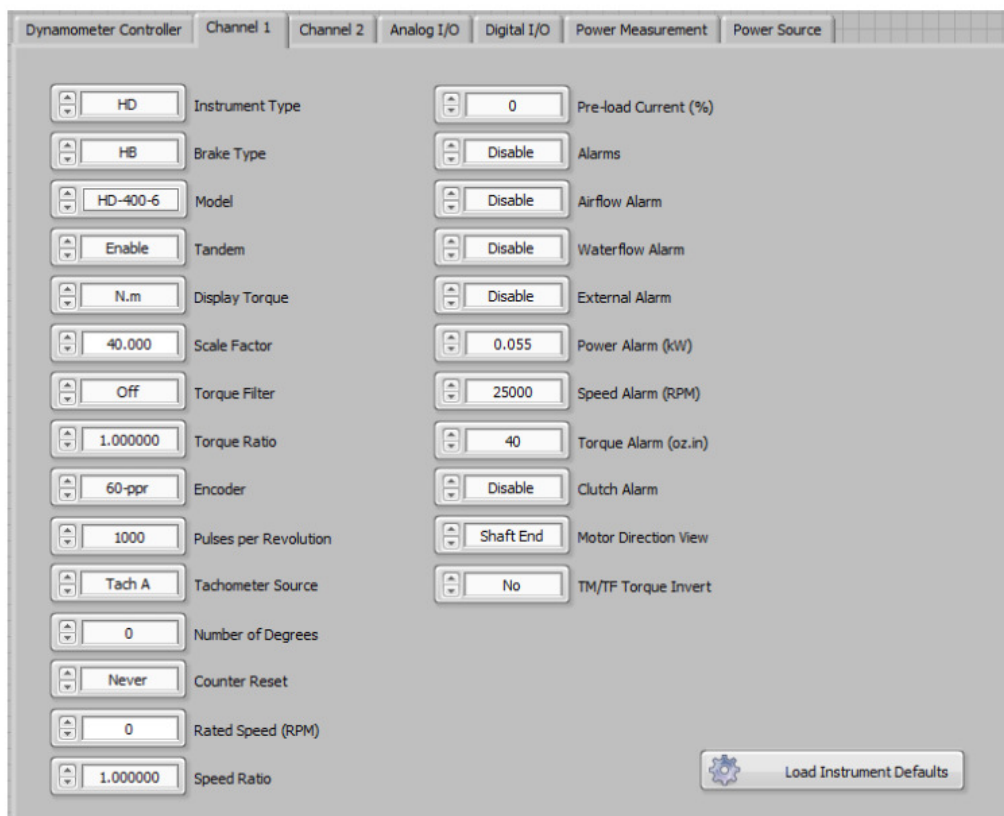 Dynamometer Controller
Channel 1
Channel 2
Analog I/O
Digital I/O
Power Measurement
Power Source
HD Instrument Type
HB Brake Type
HD-400-6 Model
Enable Tandem
N.m Display Torque
40.000 Scale Factor
Off Torque Filter
1.000000 Torque Ratio
60-ppr Encoder
1000 Pulses per Revolution
Tach A Tachometer Source
0 Number of Degrees
Never Counter Reset
0 Rated Speed (RPM)
1.000000 Speed Ratio
0 Pre-load Current (%)
Disable Alarms
Disable Airflow Alarm
Disable Waterflow Alarm
Disable External Alarm
0.055 Power Alarm (kW)
25000 Speed Alarm (RPM)
40 Torque Alarm (oz.in)
Disable Clutch Alarm
Shaft End Motor Direction View
No TM/TF Torque Invert
Load Instrument Defaults